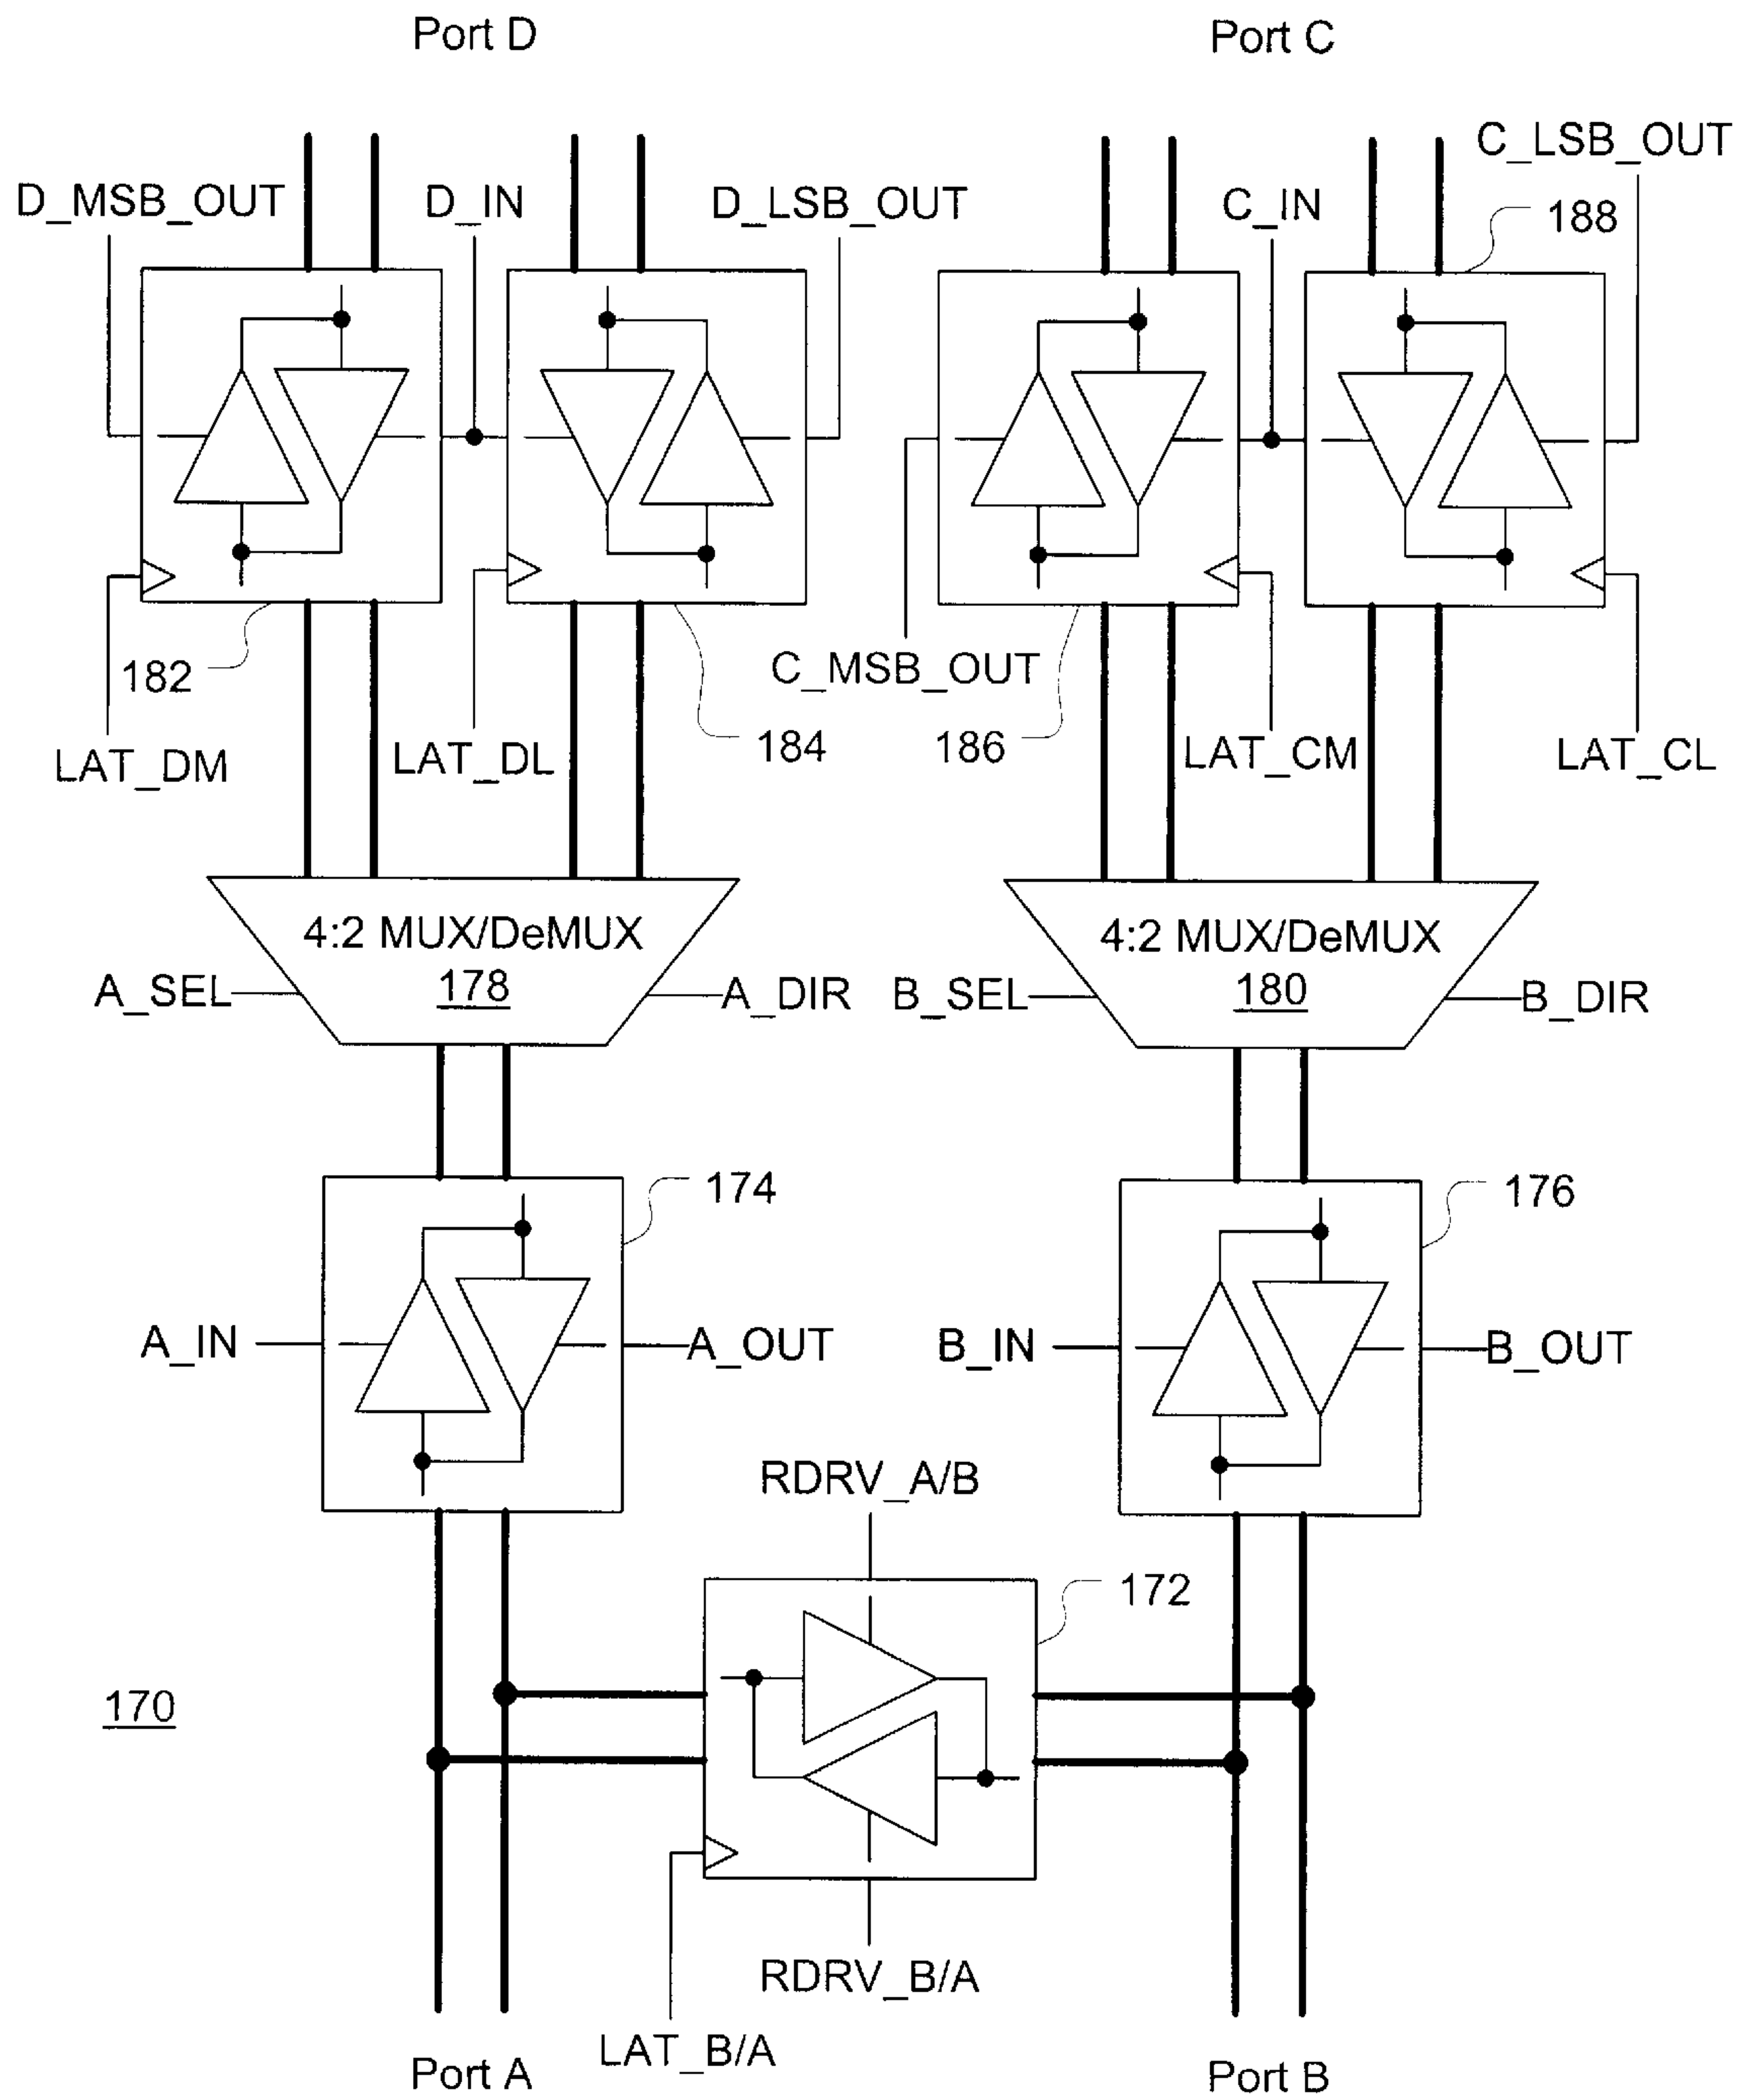 Port D
Port C
C_LSB_OUT
D_MSB_OUT
D_IN
D_LSB_OUT
C_IN
188
182
C_MSB_OUT
LAT_DM
LAT_DL
184
186
LAT_CM
LAT_CL
4:2 MUX/DeMUX
178
4:2 MUX/DeMUX
180
A_SEL
A_DIR
B_SEL
B_DIR
174
176
A_IN
A_OUT
B_IN
B_OUT
RDRV_A/B
172
170
RDRV_B/A
LAT_B/A
Port A
Port B